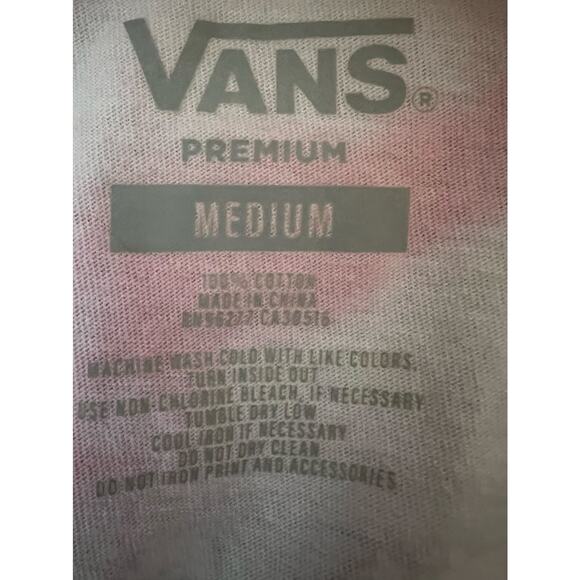 VANS®
PREMIUM
MEDIUM
100% COTTON
MADE IN CHINA
RN 96277 CA30516
MACHINE WASH COLD WITH LIKE COLORS.
TURN INSIDE OUT
USE NON-CHLORINE BLEACH, IF NECESSARY
TUMBLE DRY LOW
COOL IRON IF NECESSARY
DO NOT DRY CLEAN
DO NOT IRON PRINT AND ACCESSORIES.